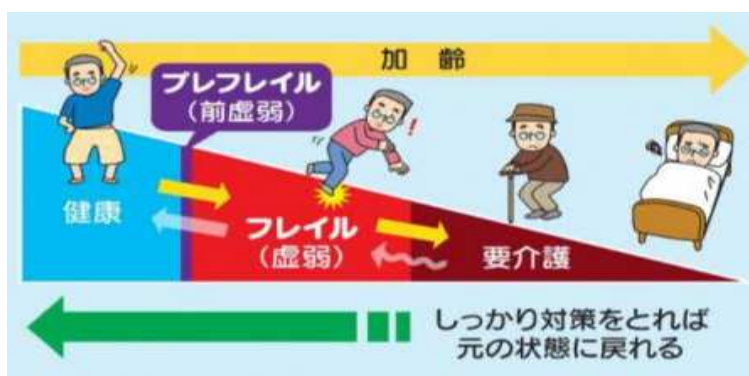 加齢
プレフレイル
（前虚弱）
健康
フレイル
（虚弱）
要介護
しっかり対策をとれば
元の状態に戻れる